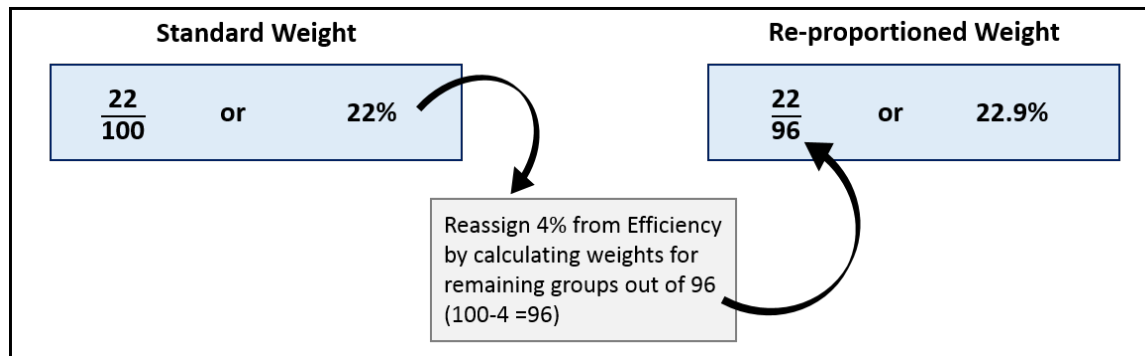 Standard Weight
22
100
or
22%
Reassign 4% from Efficiency
by calculating weights for
remaining groups out of 96
(100-4 =96)
Re-proportioned Weight
22
96
or
22.9%